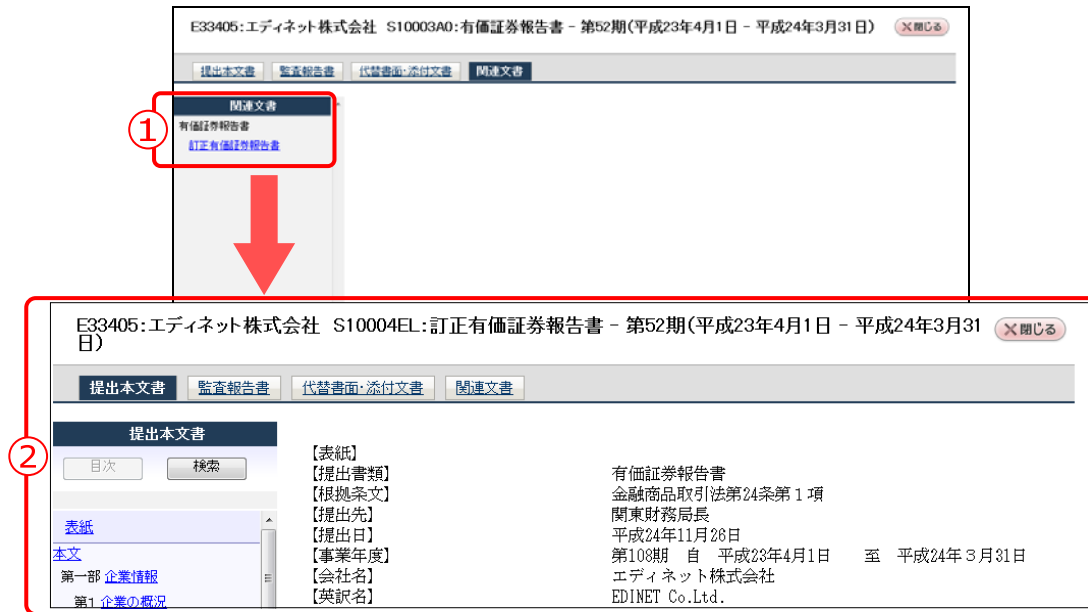 E33405:エディネット株式会社 S10003A0:有価証券報告書 - 第52期(平成23年4月1日 - 平成24年3月31日)
×閉じる
提出本文書 監査報告書 代替書面・添付文書 関連文書
①
関連文書
有価証券報告書
訂正有価証券報告書
②
E33405:エディネット株式会社 S10004EL:訂正有価証券報告書 - 第52期(平成23年4月1日 - 平成24年3月31
日)
×閉じる
提出本文書 監査報告書 代替書面・添付文書 関連文書
提出本文書
目次 検索
表紙
本文
第一部 企業情報
第1 企業の概況
【表紙】
【提出書類】 有価証券報告書
【根拠条文】 金融商品取引法第24条第1項
【提出先】 関東財務局長
【提出日】 平成24年11月26日
【事業年度】 第108期 自 平成23年4月1日 至 平成24年3月31日
【会社名】 エディネット株式会社
【英訳名】 EDINET Co.Ltd.